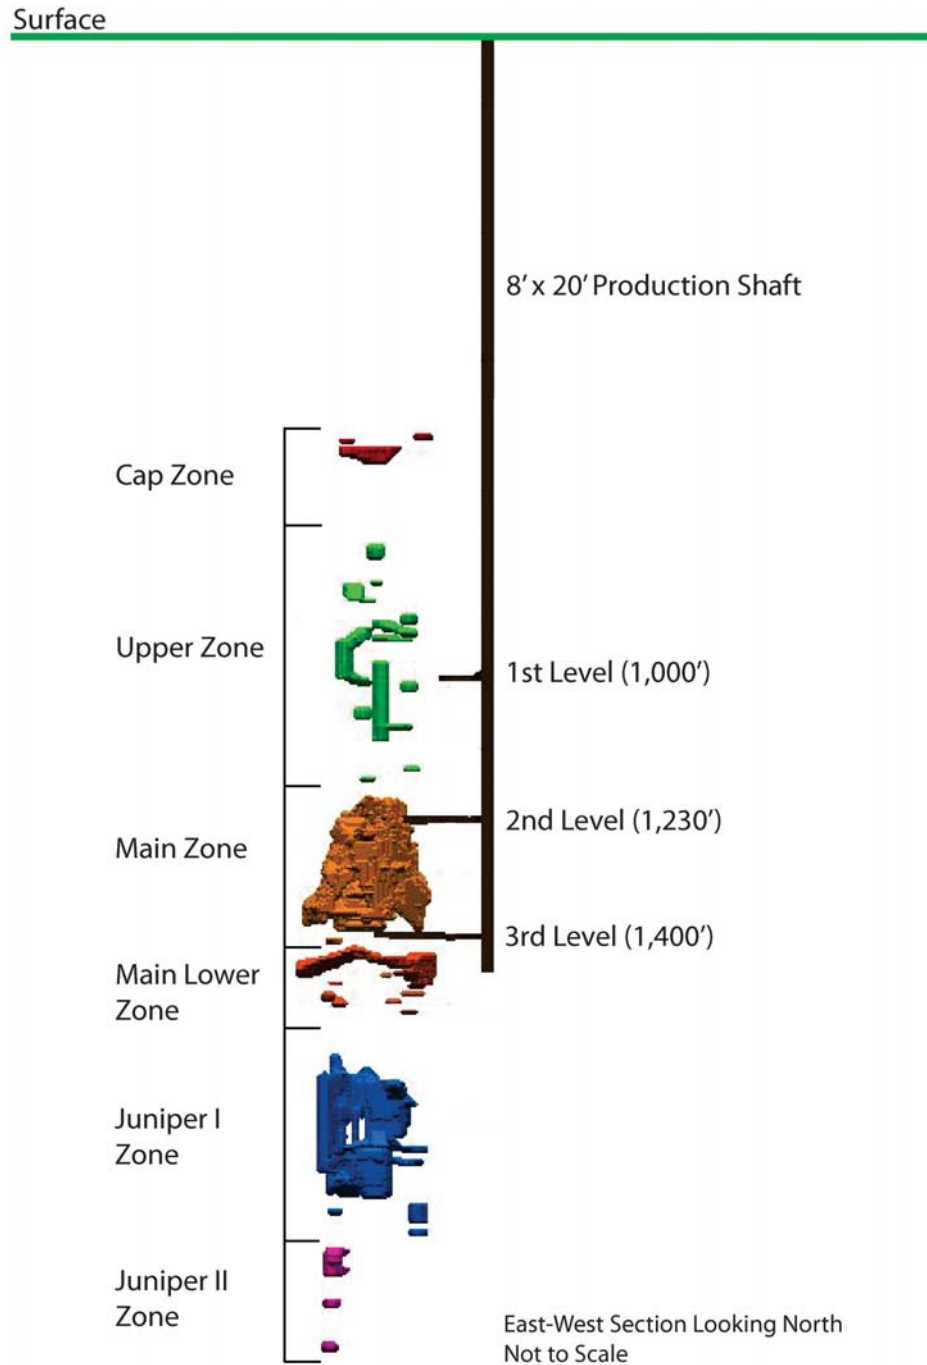 Surface
8' x 20' Production Shaft
Cap Zone
Upper Zone
1st Level (1,000')
2nd Level (1,230')
Main Zone
3rd Level (1,400')
Main Lower
Zone
Juniper I
Zone
Juniper II
Zone
East-West Section Looking North
Not to Scale